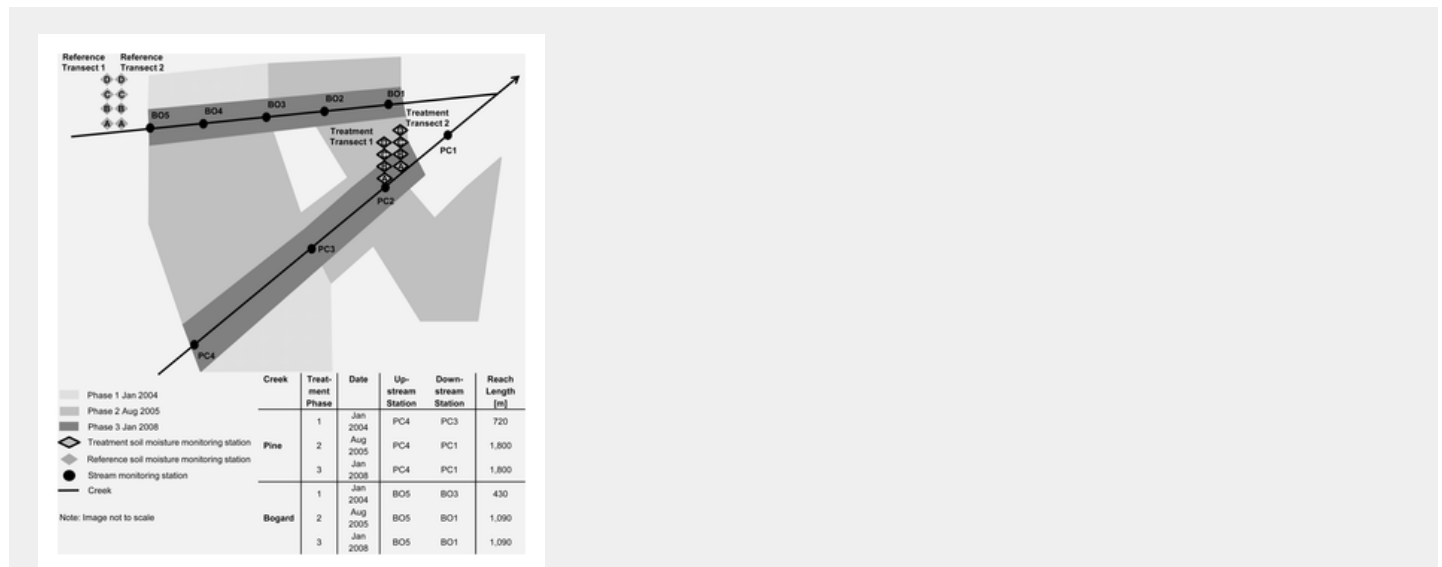 Reference Reference
Transect 1 Transect 2
D D
C C
B B
A A
BO5
BO4
BO3
BO2
BO1
Treatment
Transect 2
Treatment
Transect 1
A
A
PC1
PC2
PC3
PC4
Phase 1 Jan 2004
Phase 2 Aug 2005
Phase 3 Jan 2008
Treatment soil moisture monitoring station
Reference soil moisture monitoring station
Stream monitoring station
Creek
Note: Image not to scale
Creek Treat-ment Phase Date Up-stream Station Down-stream Station Reach Length [m]
Pine
1 Jan 2004 PC4 PC3 720
2 Aug 2005 PC4 PC1 1,800
3 Jan 2008 PC4 PC1 1,800
Bogard
1 Jan 2004 BO5 BO3 430
2 Aug 2005 BO5 BO1 1,090
3 Jan 2008 BO5 BO1 1,090